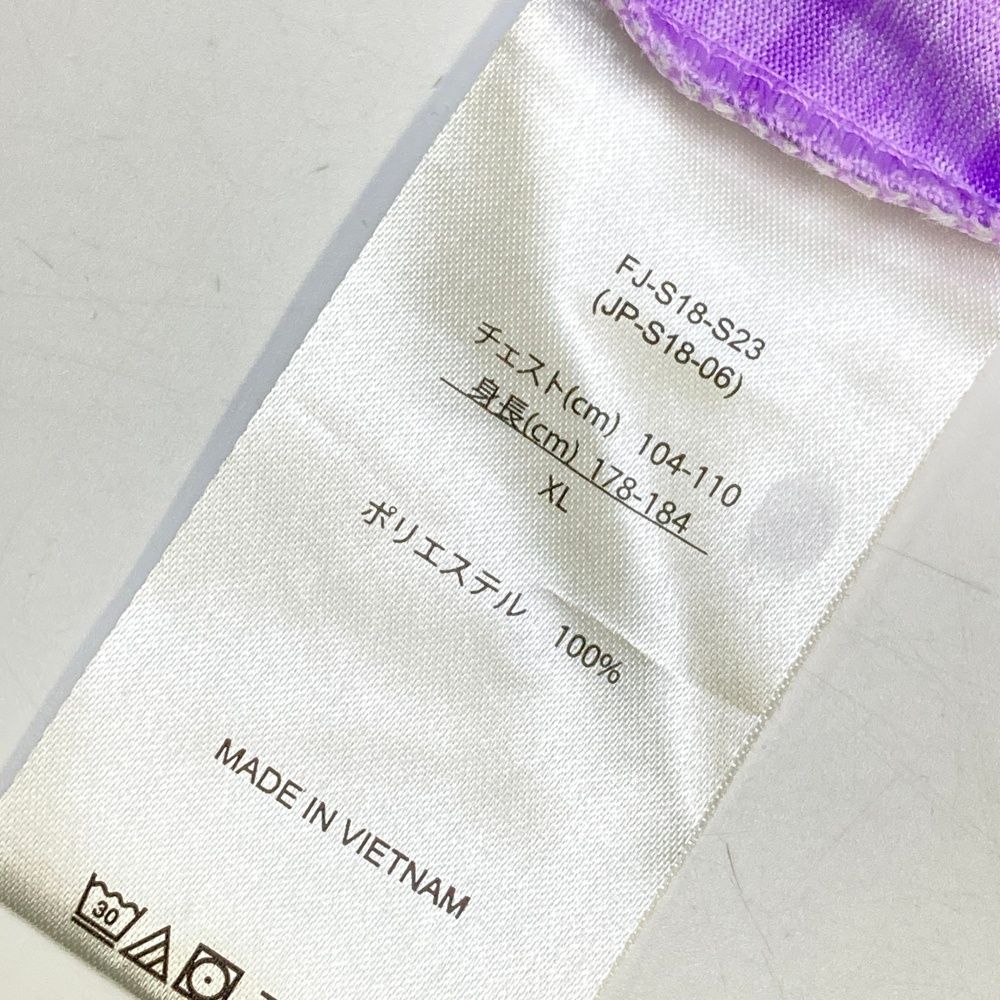 FJ-S18-S23
(JP-S18-06)
チェスト(cm) 104-110
身長(cm) 178-184
XL
ポリエステル 100%
MADE IN VIETNAM
30